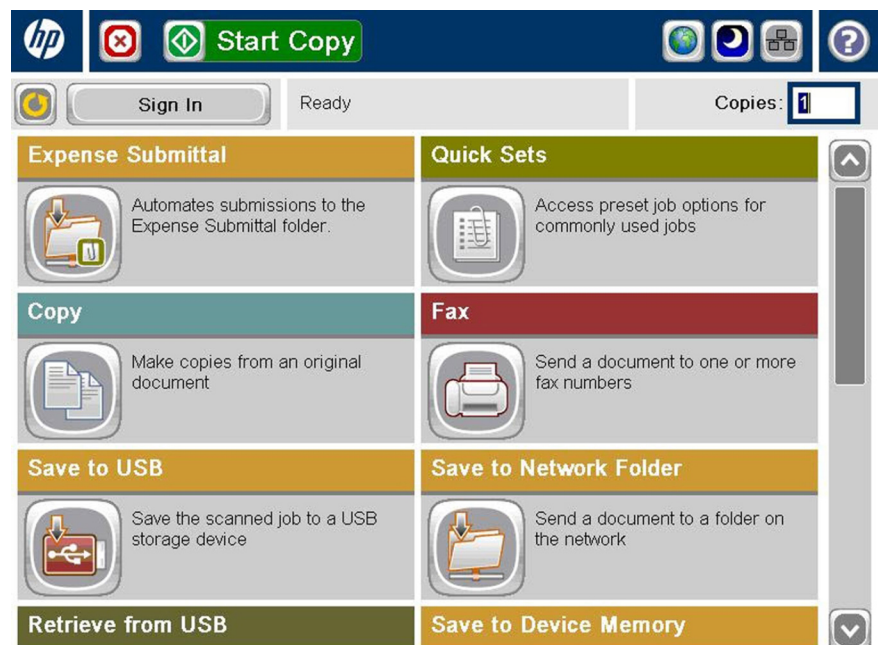 hp
Start Copy
?
Sign In
Ready
Copies: 1
Expense Submittal
Automates submissions to the
Expense Submittal folder.
Quick Sets
Access preset job options for
commonly used jobs
Copy
Make copies from an original
document
Fax
Send a document to one or more
fax numbers
Save to USB
Save the scanned job to a USB
storage device
Save to Network Folder
Send a document to a folder on
the network
Retrieve from USB
Save to Device Memory